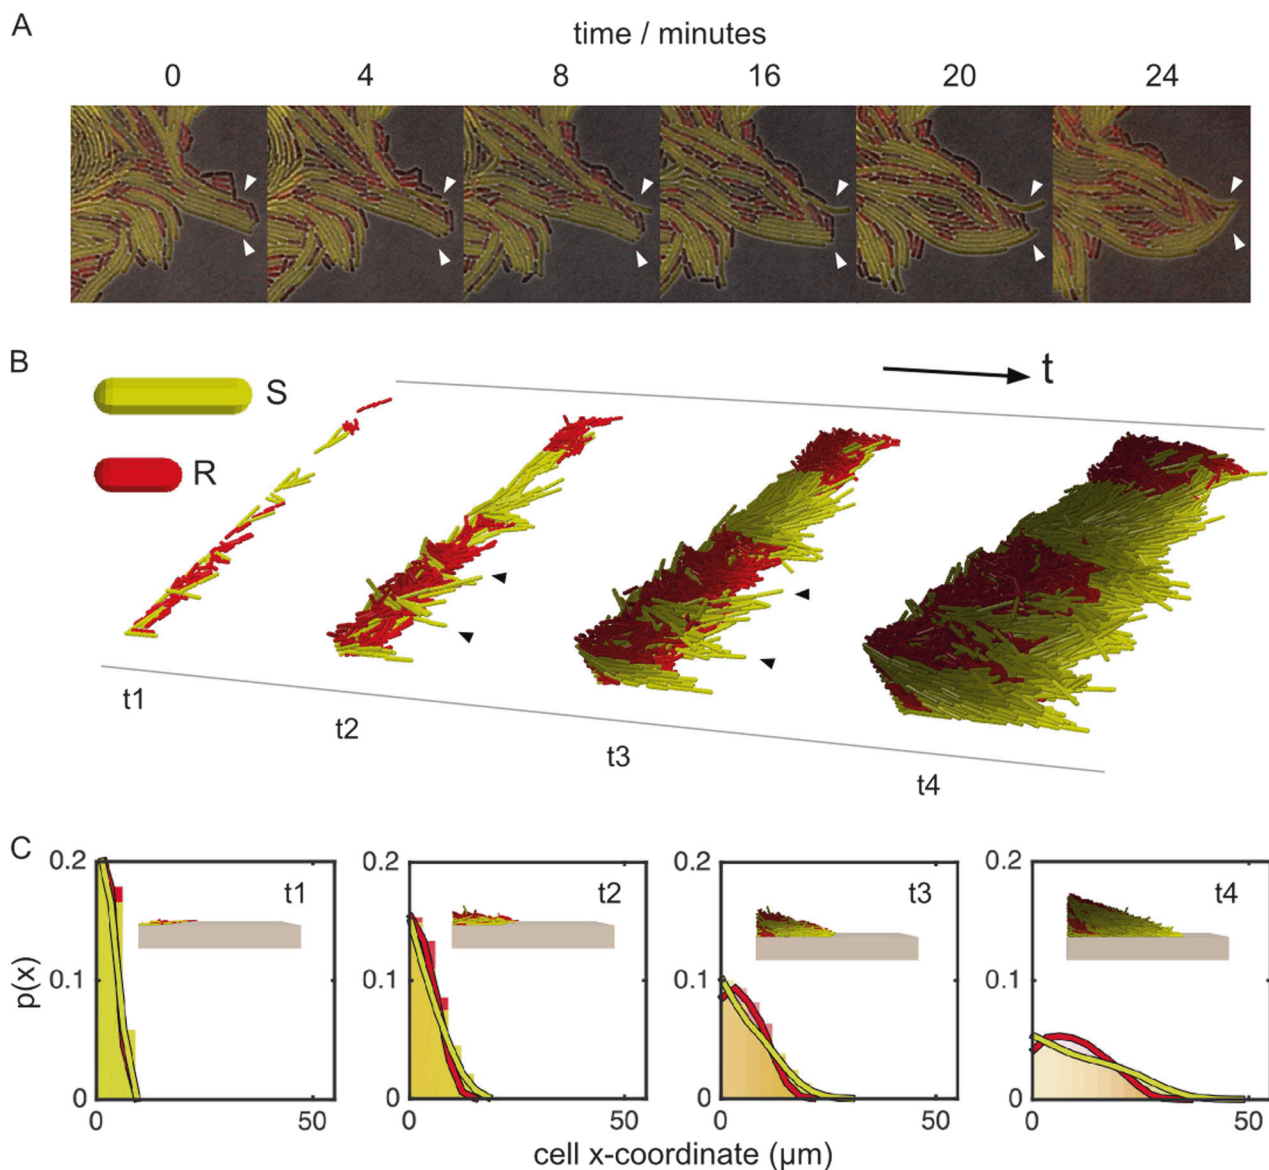 A
time / minutes
0 4 8 16 20 24
B
t
S
R
t1
t2
t3
t4
C
0.2 0.2 0.2 0.2
t1 t2 t3 t4
p(x)
0.1 0.1 0.1 0.1
0 0 0 0
0 50 0 50 0 50 0 50
cell x-coordinate (μm)